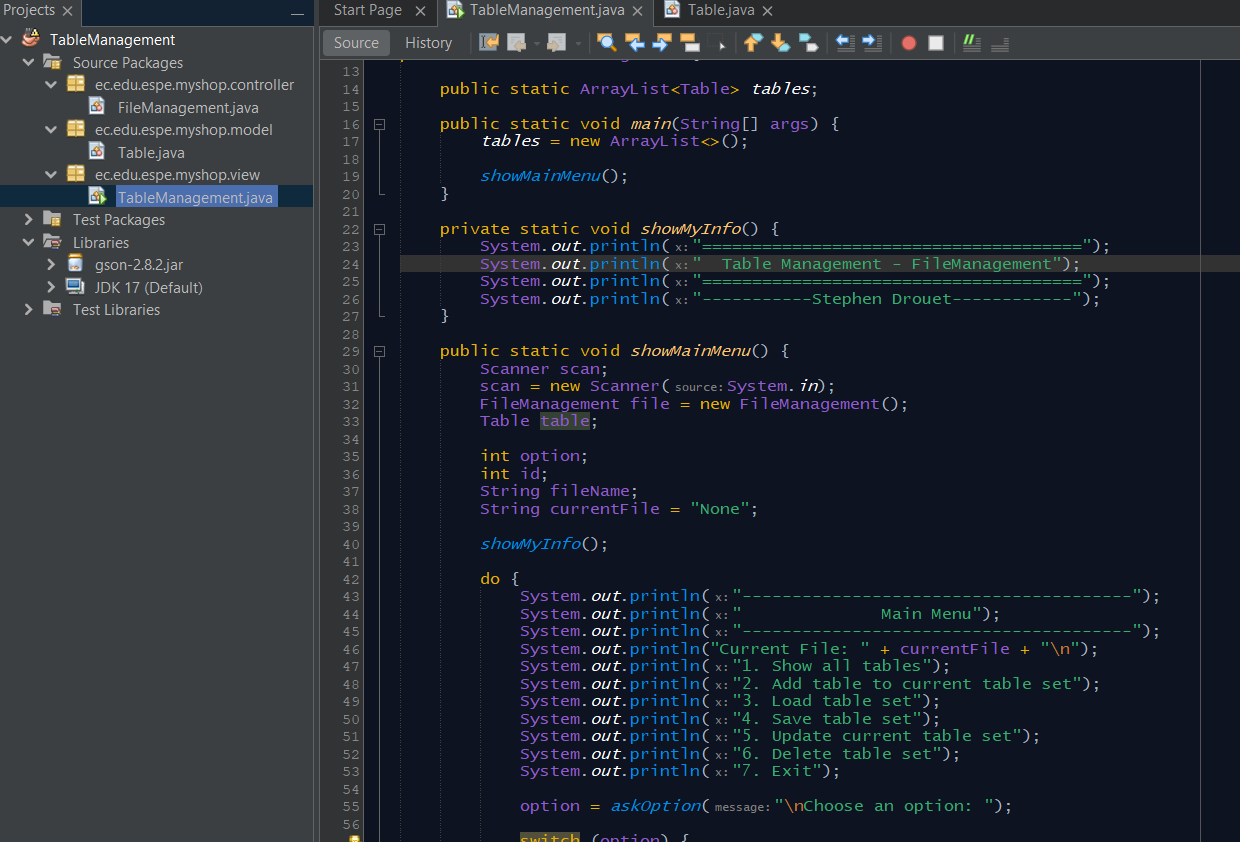 Projects
Start Page
TableManagement.java
Table.java
TableManagement
Source Packages
ec.edu.espe.myshop.controller
FileManagement.java
ec.edu.espe.myshop.model
Table.java
ec.edu.espe.myshop.view
TableManagement.java
Test Packages
Libraries
gson-2.8.2.jar
JDK 17 (Default)
Test Libraries
Source History
13
14 public static ArrayList<Table> tables;
15
16 public static void main(String[] args) {
17 tables = new ArrayList<>();
18
19 showMainMenu();
20 }
21
22 private static void showMyInfo() {
23 System.out.println(x:"======================================");
24 System.out.println(x:"  Table Management - FileManagement");
25 System.out.println(x:"======================================");
26 System.out.println(x:"-----------Stephen Drouet------------");
27 }
28
29 public static void showMainMenu() {
30 Scanner scan;
31 scan = new Scanner(source:System.in);
32 FileManagement file = new FileManagement();
33 Table table;
34
35 int option;
36 int id;
37 String fileName;
38 String currentFile = "None";
39
40 showMyInfo();
41
42 do {
43 System.out.println(x:"---------------------------------------");
44 System.out.println(x:"              Main Menu");
45 System.out.println(x:"---------------------------------------");
46 System.out.println("Current File: " + currentFile + "\n");
47 System.out.println(x:"1. Show all tables");
48 System.out.println(x:"2. Add table to current table set");
49 System.out.println(x:"3. Load table set");
50 System.out.println(x:"4. Save table set");
51 System.out.println(x:"5. Update current table set");
52 System.out.println(x:"6. Delete table set");
53 System.out.println(x:"7. Exit");
54
55 option = askOption(message:"\nChoose an option: ");
56
switch (option) {